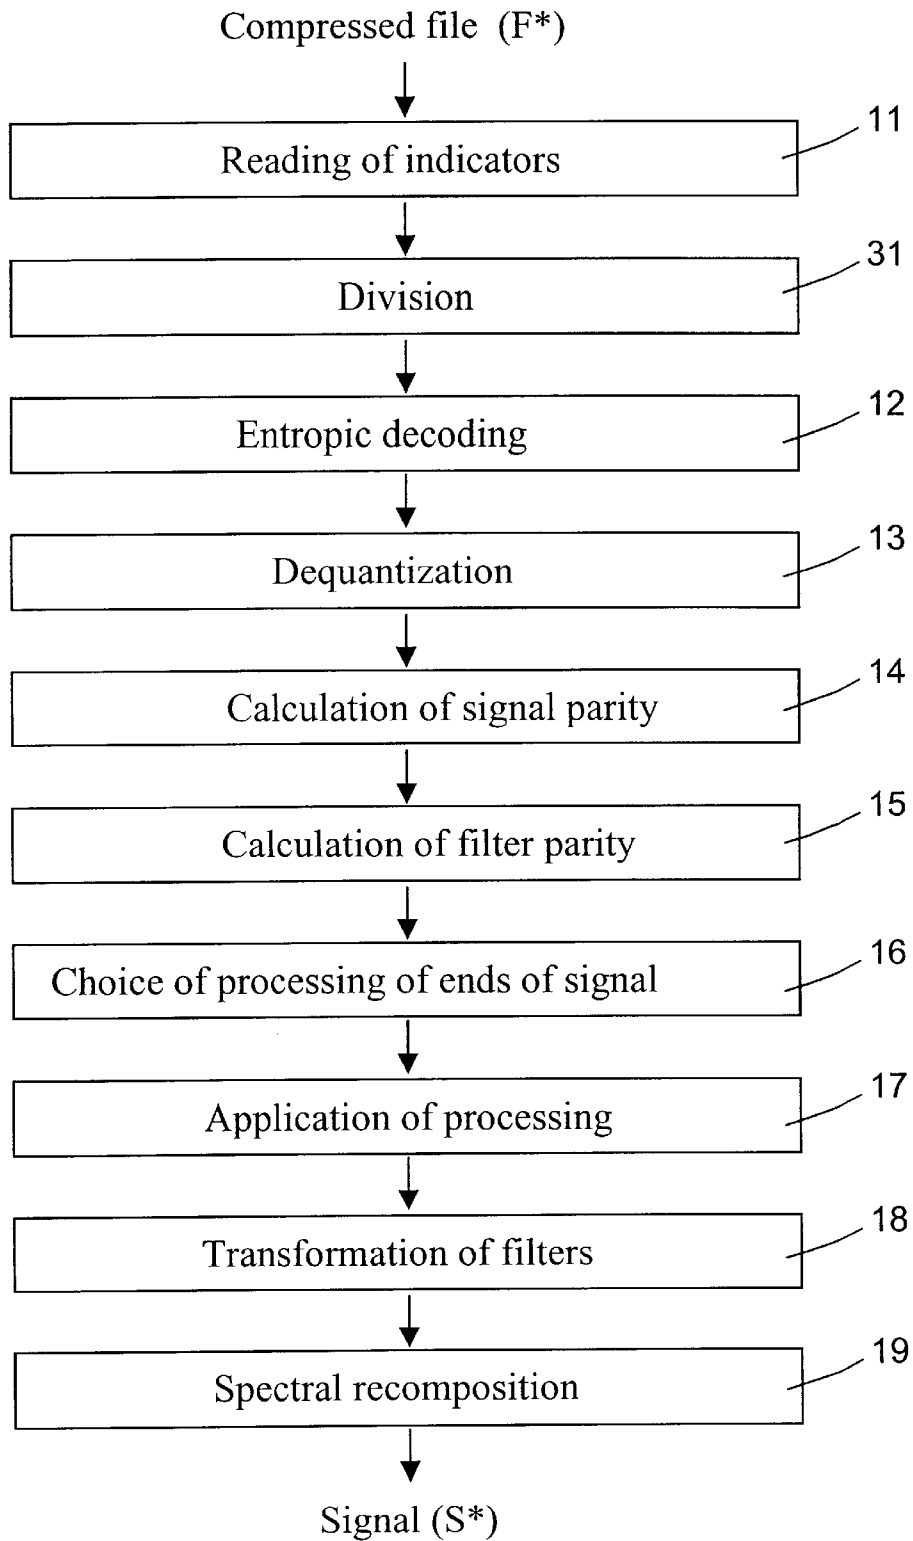 Compressed file (F*)
11
Reading of indicators
31
Division
12
Entropic decoding
13
Dequantization
14
Calculation of signal parity
15
Calculation of filter parity
16
Choice of processing of ends of signal
17
Application of processing
18
Transformation of filters
19
Spectral recomposition
Signal (S*)